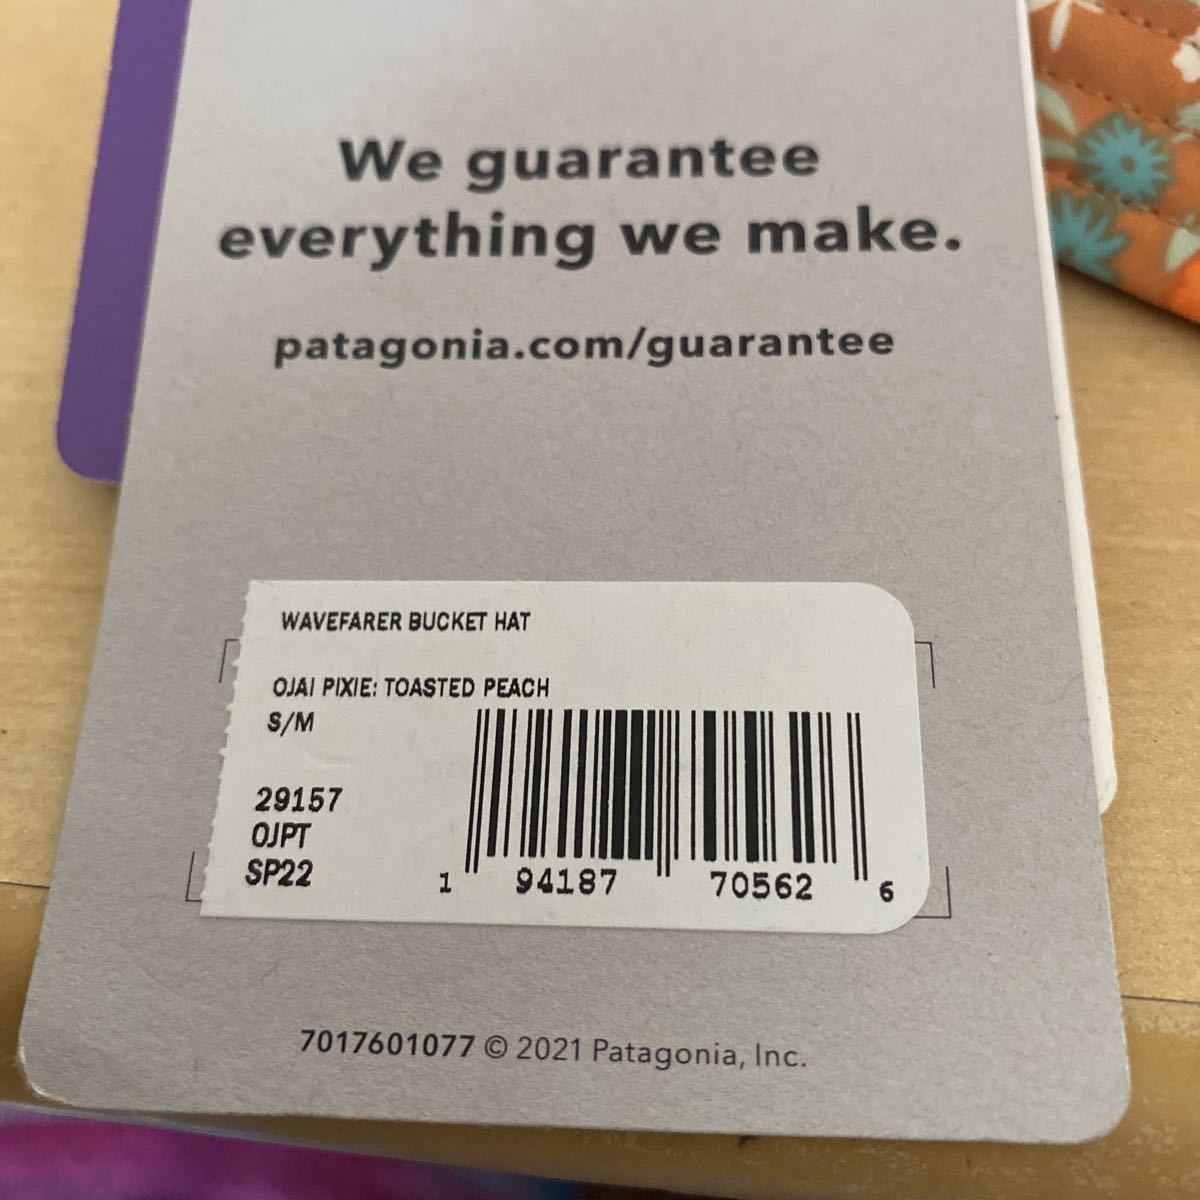 We guarantee
everything we make.
patagonia.com/guarantee
WAVEFARER BUCKET HAT
OJAI PIXIE: TOASTED PEACH
S/M
29157
OJPT
SP22
1 94187 70562 6
7017601077 © 2021 Patagonia, Inc.